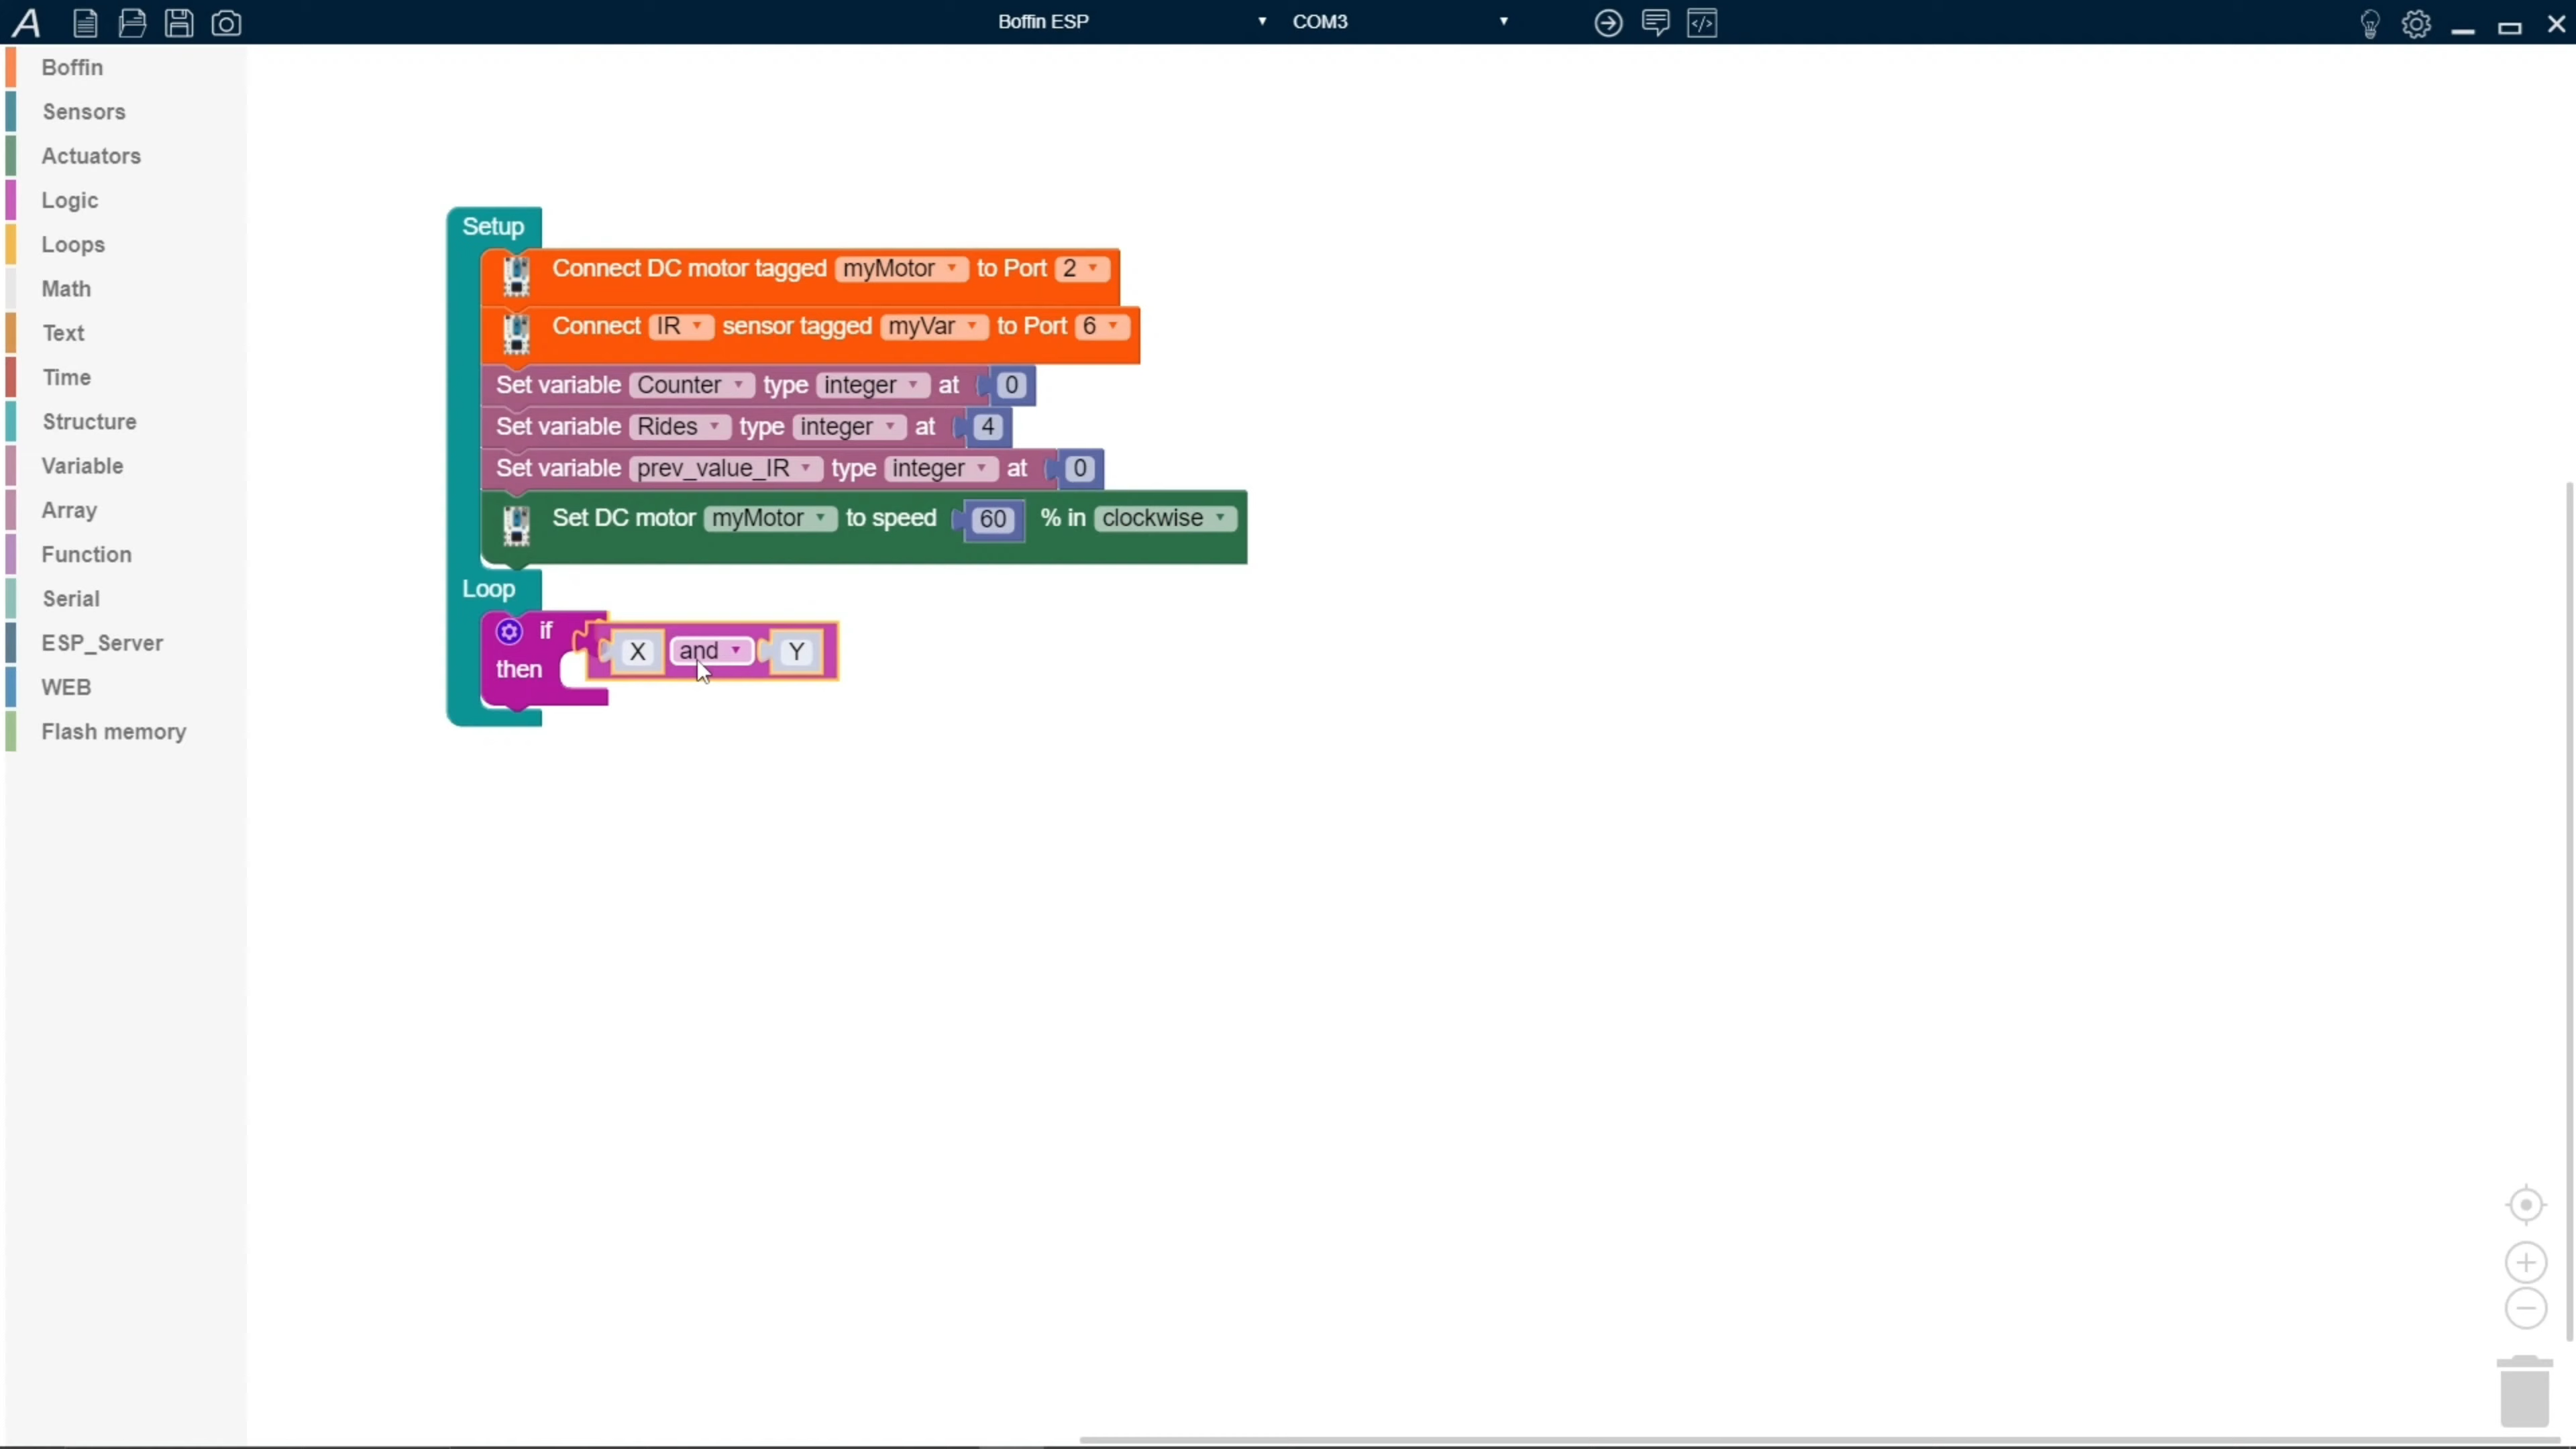 Boffin ESP COM3
Boffin
Sensors
Actuators
Logic
Loops
Math
Text
Time
Structure
Variable
Array
Function
Serial
ESP_Server
WEB
Flash memory
Setup
Connect DC motor tagged myMotor to Port 2
Connect IR sensor tagged myVar to Port 6
Set variable Counter type integer at 0
Set variable Rides type integer at 4
Set variable prev_value_IR type integer at 0
Set DC motor myMotor to speed 60 % in clockwise
Loop
if X and Y
then